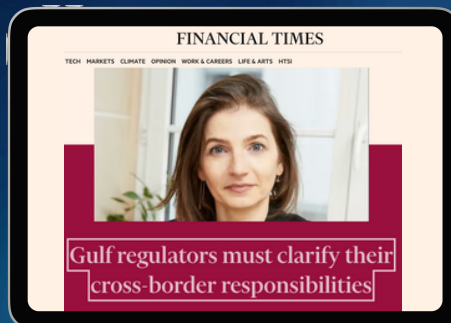 FINANCIAL TIMES
TECH MARKETS CLIMATE OPINION WORK & CAREERS LIFE & ARTS HTSI
Gulf regulators must clarify their
cross-border responsibilities